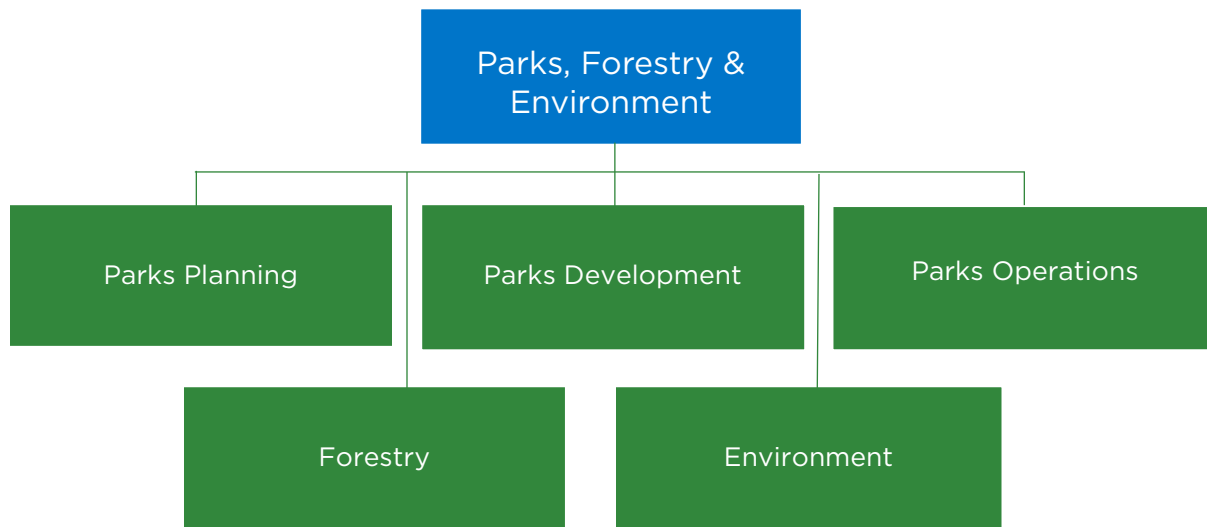 Parks, Forestry &
Environment
Parks Planning
Parks Development
Parks Operations
Forestry
Environment